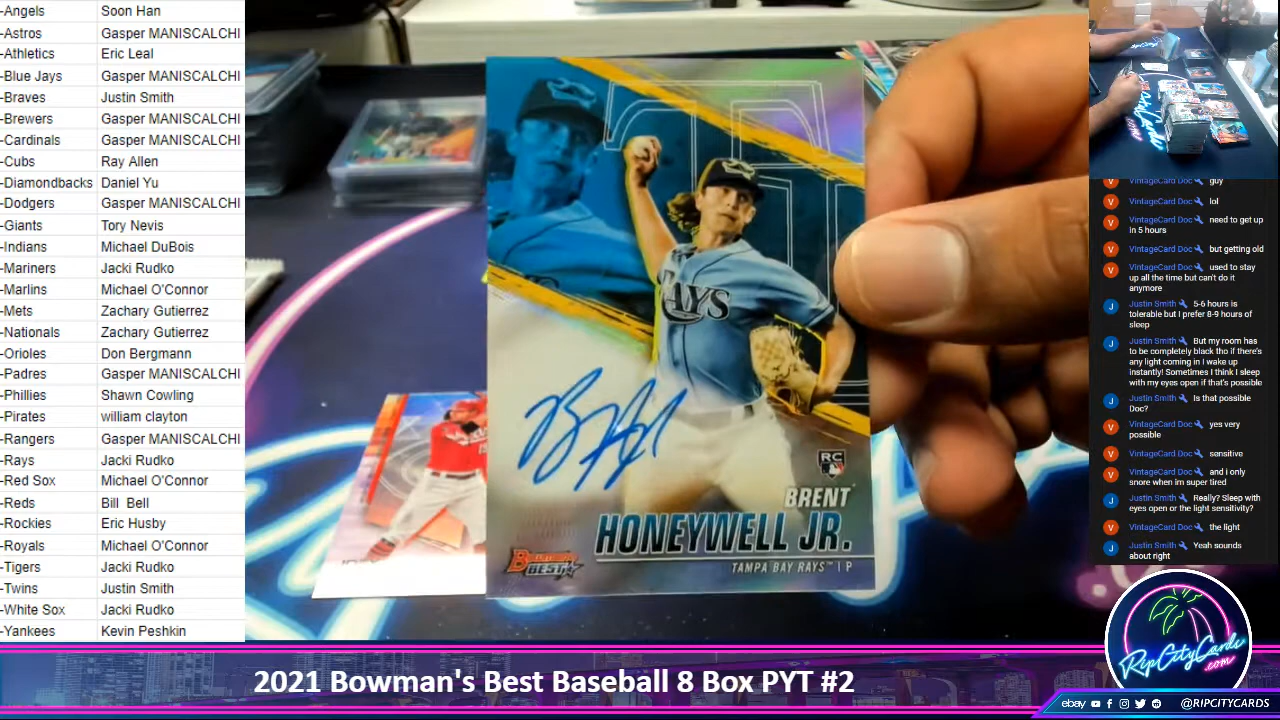 -Angels Soon Han
-Astros Gasper MANISCALCHI
-Athletics Eric Leal
-Blue Jays Gasper MANISCALCHI
-Braves Justin Smith
-Brewers Gasper MANISCALCHI
-Cardinals Gasper MANISCALCHI
-Cubs Ray Allen
-Diamondbacks Daniel Yu
-Dodgers Gasper MANISCALCHI
-Giants Tory Nevis
-Indians Michael DuBois
-Mariners Jacki Rudko
-Marlins Michael O'Connor
-Mets Zachary Gutierrez
-Nationals Zachary Gutierrez
-Orioles Don Bergmann
-Padres Gasper MANISCALCHI
-Phillies Shawn Cowling
-Pirates william clayton
-Rangers Gasper MANISCALCHI
-Rays Jacki Rudko
-Red Sox Michael O'Connor
-Reds Bill Bell
-Rockies Eric Husby
-Royals Michael O'Connor
-Tigers Jacki Rudko
-Twins Justin Smith
-White Sox Jacki Rudko
-Yankees Kevin Peshkin
TB
RAYS
RC
BRENT
HONEYWELL JR.
TAMPA BAY RAYS™ | P
BOWMAN'S
BEST
V VintageCard Doc guy
V VintageCard Doc lol
V VintageCard Doc need to get up
in 5 hours
V VintageCard Doc but getting old
V VintageCard Doc used to stay
up all the time but can't do it
anymore
J Justin Smith 5-6 hours is
tolerable but I prefer 8-9 hours of
sleep
J Justin Smith But my room has
to be completely black tho if there's
any light coming in I wake up
instantly! Sometimes I think I sleep
with my eyes open if that's possible
J Justin Smith Is that possible
Doc?
V VintageCard Doc yes very
possible
V VintageCard Doc sensitive
V VintageCard Doc and i only
snore when im super tired
J Justin Smith Really? Sleep with
eyes open or the light sensitivity?
V VintageCard Doc the light
J Justin Smith Yeah sounds
about right
RipCityCards
.com
2021 Bowman's Best Baseball 8 Box PYT #2
ebay @RIPCITYCARDS